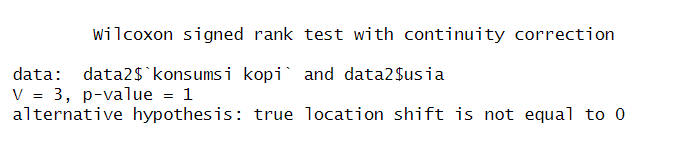 Wilcoxon signed rank test with continuity correction
data:  data2$`konsumsi kopi` and data2$usia
V = 3, p-value = 1
alternative hypothesis: true location shift is not equal to 0